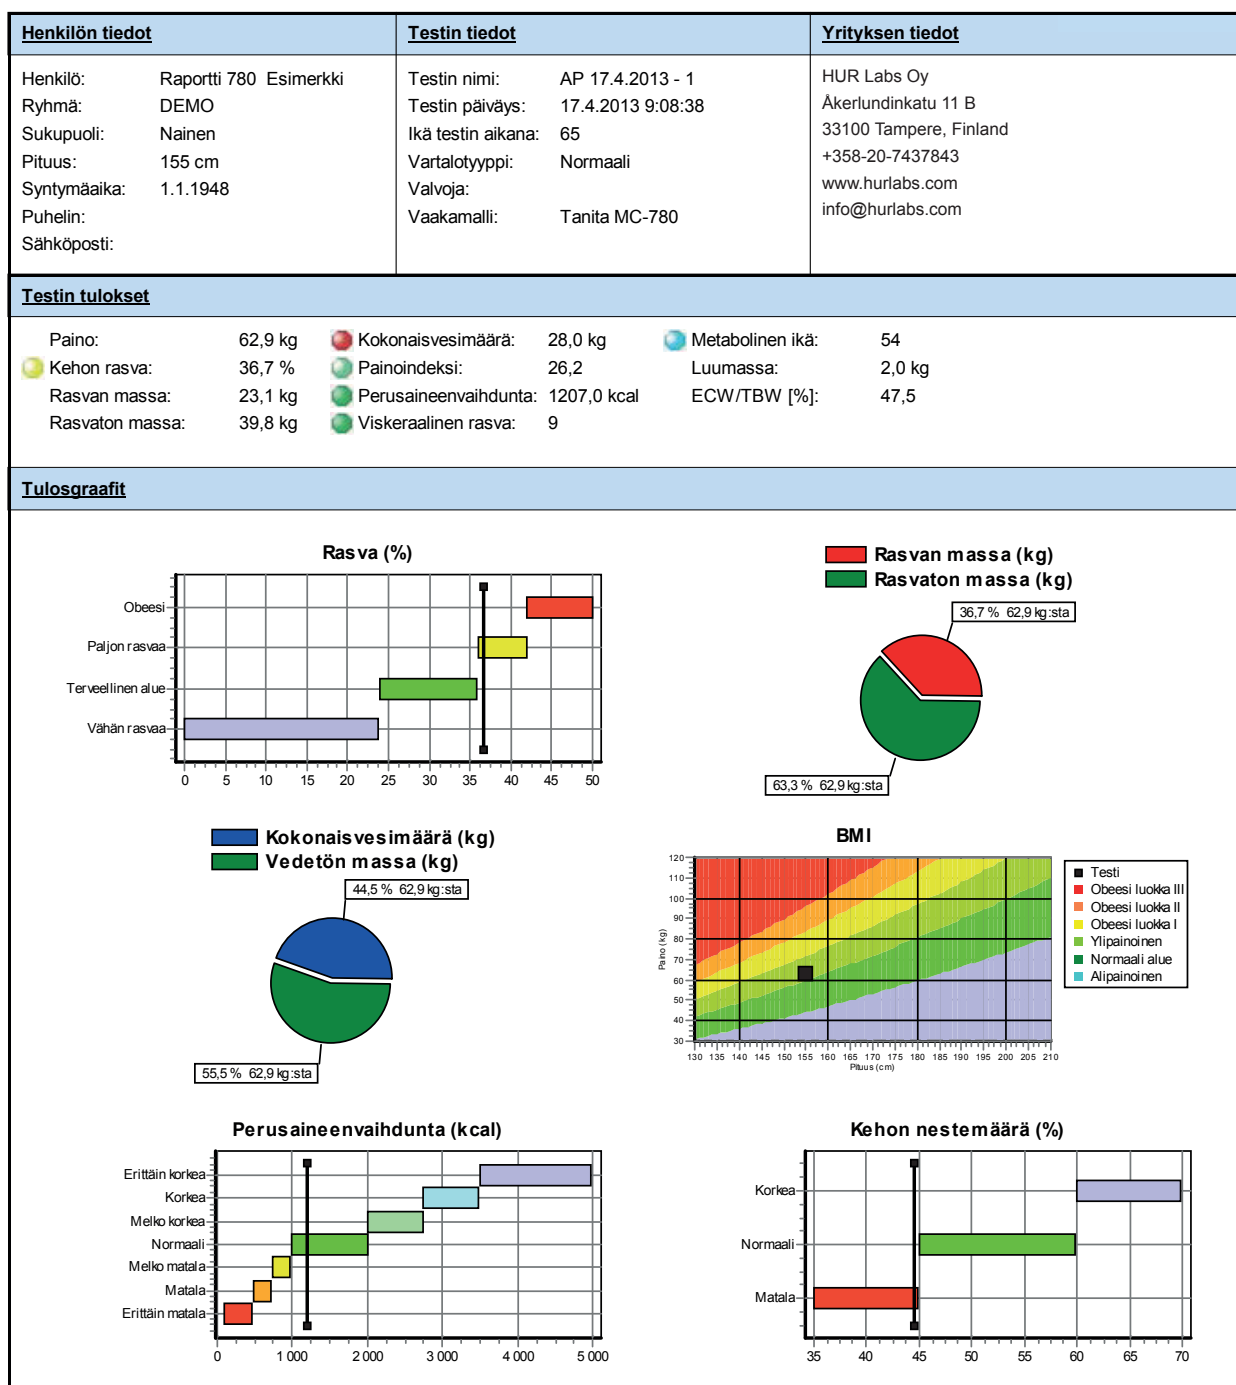 Henkilön tiedot
Henkilö: Raportti 780 Esimerkki
Ryhmä: DEMO
Sukupuoli: Nainen
Pituus: 155 cm
Syntymäaika: 1.1.1948
Puhelin:
Sähköposti:
Testin tiedot
Testin nimi: AP 17.4.2013 - 1
Testin päiväys: 17.4.2013 9:08:38
Ikä testin aikana: 65
Vartalotyyppi: Normaali
Valvoja:
Vaakamalli: Tanita MC-780
Yrityksen tiedot
HUR Labs Oy
Åkerlundinkatu 11 B
33100 Tampere, Finland
+358-20-7437843
www.hurlabs.com
info@hurlabs.com
Testin tulokset
Paino: 62,9 kg
Kehon rasva: 36,7 %
Rasvan massa: 23,1 kg
Rasvaton massa: 39,8 kg
Kokonaisvesimäärä: 28,0 kg
Painoindeksi: 26,2
Perusaineenvaihdunta: 1207,0 kcal
Viskeraalinen rasva: 9
Metabolinen ikä: 54
Luumassa: 2,0 kg
ECW/TBW [%]: 47,5
Tulosgraafit
Rasva (%)
Obeesi
Paljon rasvaa
Terveellinen alue
Vähän rasvaa
0 5 10 15 20 25 30 35 40 45 50
Rasvan massa (kg)
Rasvaton massa (kg)
36,7 % 62,9 kg:sta
63,3 % 62,9 kg:sta
Kokonaisvesimäärä (kg)
Vedetön massa (kg)
44,5 % 62,9 kg:sta
55,5 % 62,9 kg:sta
BMI
Paino (kg)
120
110
100
90
80
70
60
50
40
30
130 135 140 145 150 155 160 165 170 175 180 185 190 195 200 205 210
Pituus (cm)
Testi
Obeesi luokka III
Obeesi luokka II
Obeesi luokka I
Ylipainoinen
Normaali alue
Alipainoinen
Perusaineenvaihdunta (kcal)
Erittäin korkea
Korkea
Melko korkea
Normaali
Melko matala
Matala
Erittäin matala
0 1 000 2 000 3 000 4 000 5 000
Kehon nestemäärä (%)
Korkea
Normaali
Matala
35 40 45 50 55 60 65 70